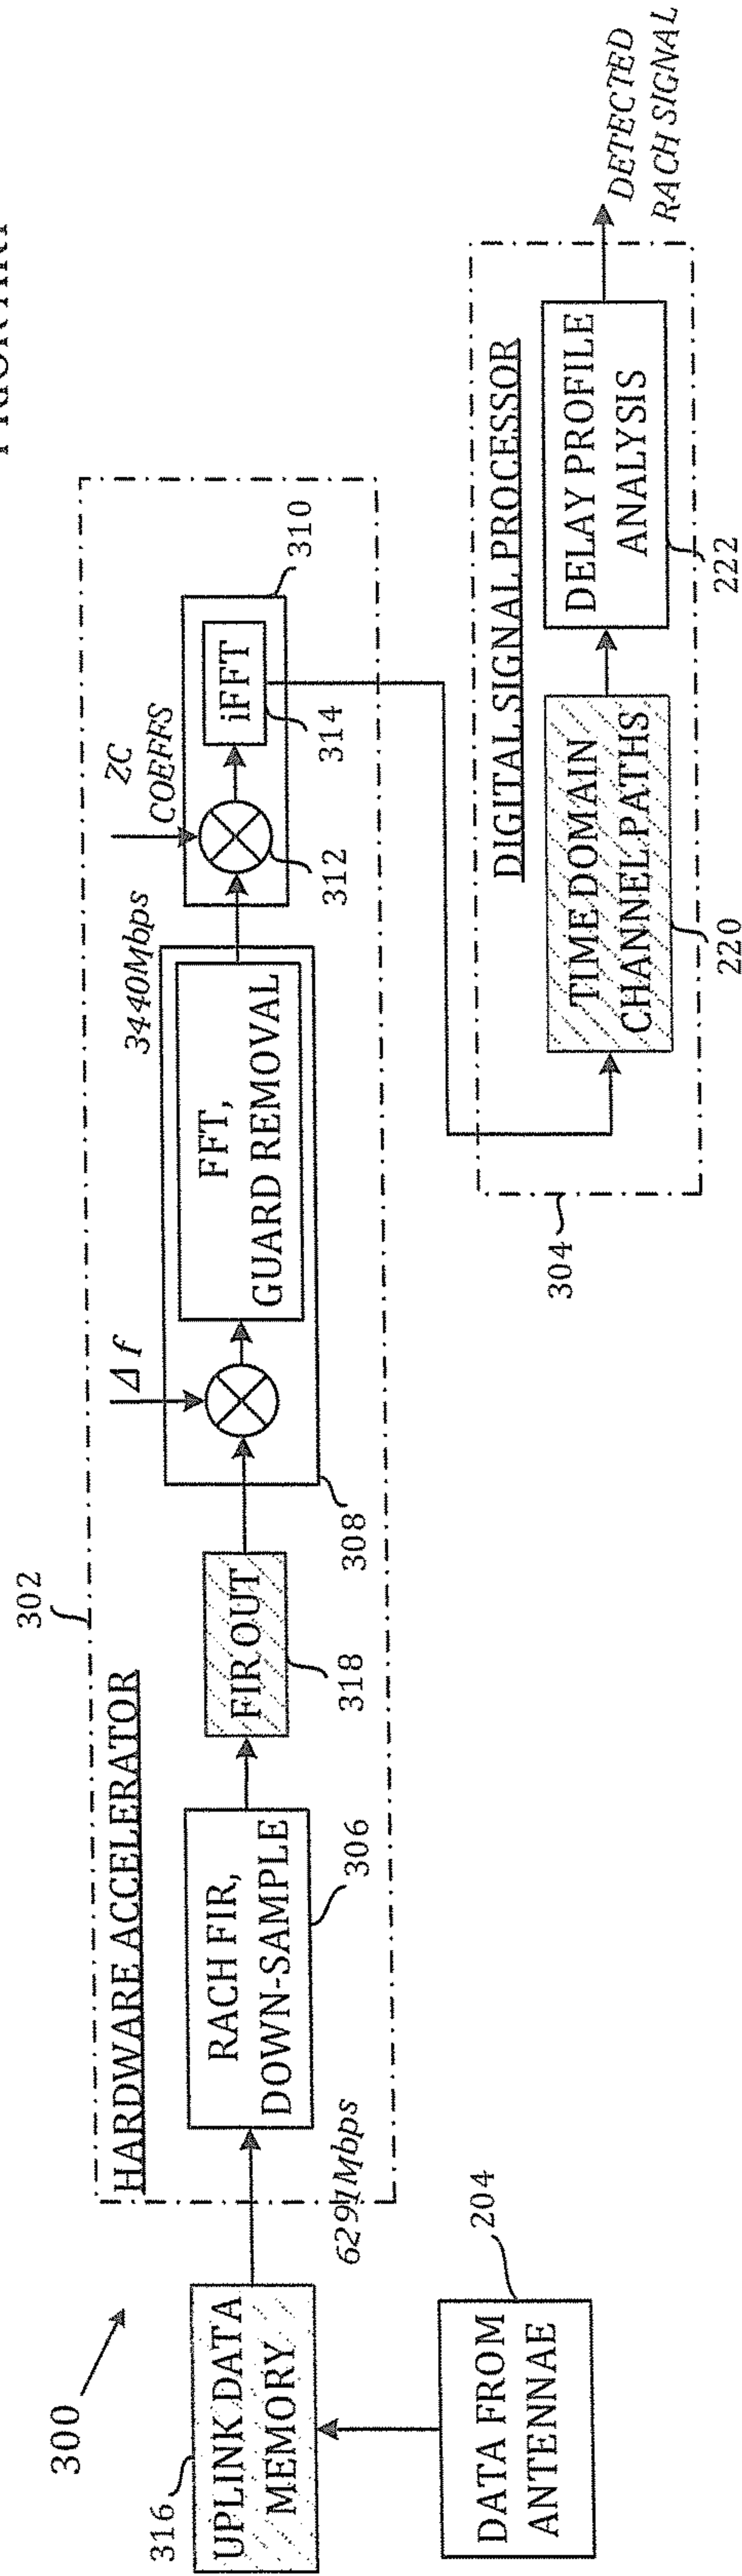 PRIOR ART
300
302
HARDWARE ACCELERATOR
316
UPLINK DATA
MEMORY
6291Mbps
DATA FROM
ANTENNAE
204
RACH FIR,
DOWN-SAMPLE
306
FIR OUT
318
Δf
308
FFT,
GUARD REMOVAL
3440Mbps
ZC
COEFFS
312
iFFT
314
310
304
DIGITAL SIGNAL PROCESSOR
TIME DOMAIN
CHANNEL PATHS
220
DELAY PROFILE
ANALYSIS
222
DETECTED
RACH SIGNAL